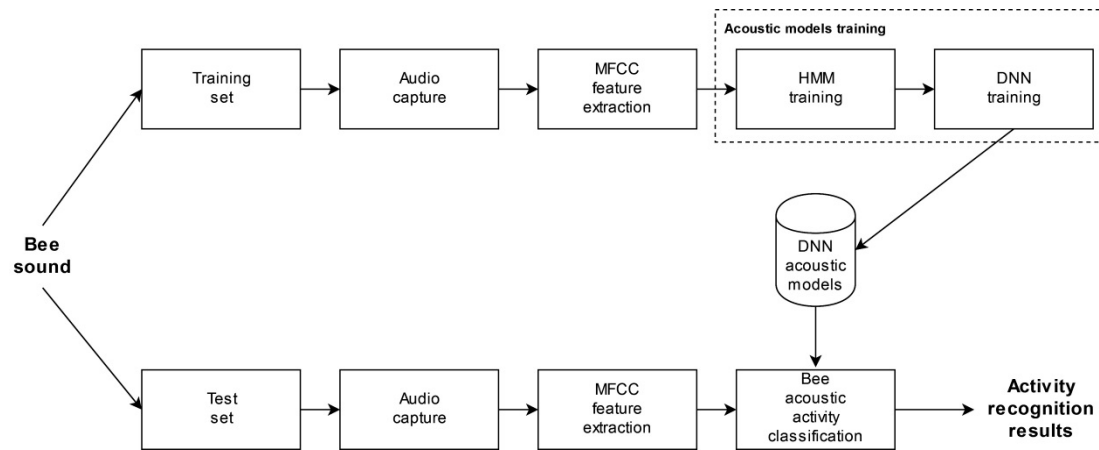 Acoustic models training
Training
set
Audio
capture
MFCC
feature
extraction
HMM
training
DNN
training
Bee
sound
DNN
acoustic
models
Test
set
Audio
capture
MFCC
feature
extraction
Bee
acoustic
activity
classification
Activity
recognition
results